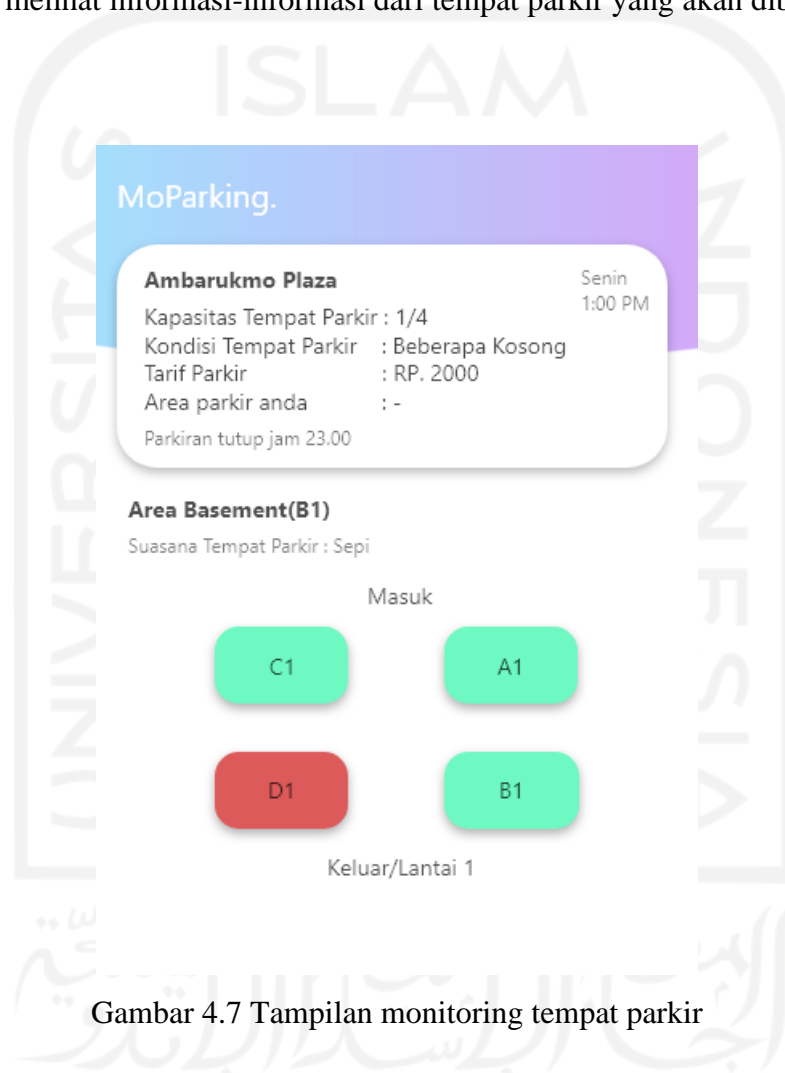 melihat informasi-informasi dari tempat parkir yang akan
ISLAM
UNIVERSITAS
INDONESIA
MoParking.
Ambarukmo Plaza
Senin
1:00 PM
Kapasitas Tempat Parkir : 1/4
Kondisi Tempat Parkir : Beberapa Kosong
Tarif Parkir : RP. 2000
Area parkir anda : -
Parkiran tutup jam 23.00
Area Basement(B1)
Suasana Tempat Parkir : Sepi
Masuk
C1 A1
D1 B1
Keluar/Lantai 1
Gambar 4.7 Tampilan monitoring tempat parkir